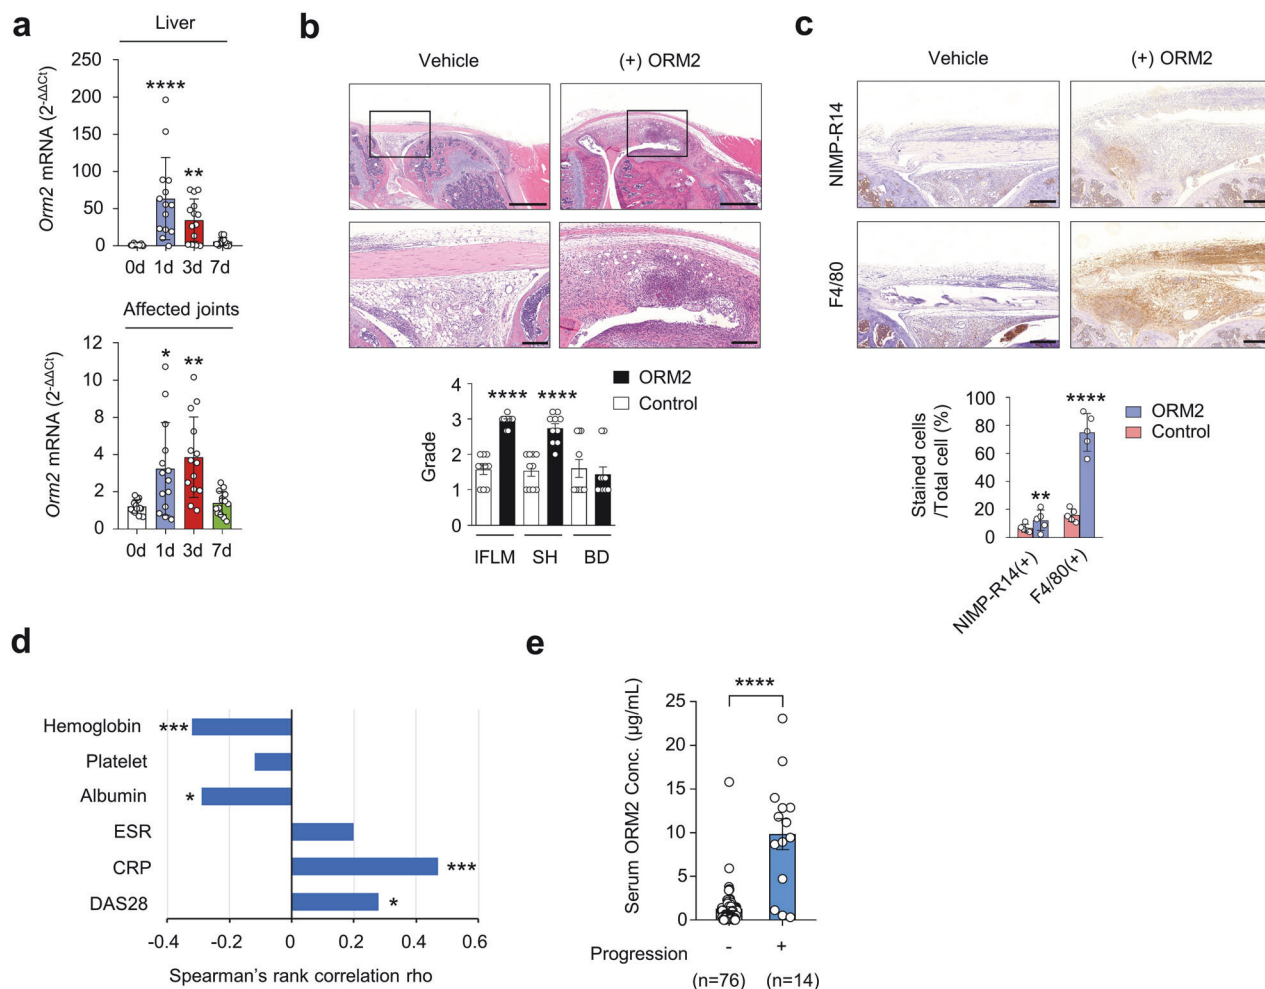 a
Liver
Orm2 mRNA (2-ΔΔCt)
250
200
150
100
50
0
****
**
0d 1d 3d 7d
Affected joints
Orm2 mRNA (2-ΔΔCt)
12
10
4
2
0
*
**
0d 1d 3d 7d
b
Vehicle (+) ORM2
ORM2
Control
Grade
4
3
2
1
0
**** ****
IFLM SH BD
c
Vehicle (+) ORM2
NIMP-R14
F4/80
Stained cells
/Total cell (%)
100
80
60
40
20
0
**
****
ORM2
Control
NIMP-R14(+)
F4/80(+)
d
Hemoglobin ***
Platelet
Albumin *
ESR
CRP ***
DAS28 *
-0.4 -0.2 0 0.2 0.4 0.6
Spearman's rank correlation rho
e
****
Serum ORM2 Conc. (µg/mL)
25
20
15
10
5
0
Progression - +
(n=76) (n=14)